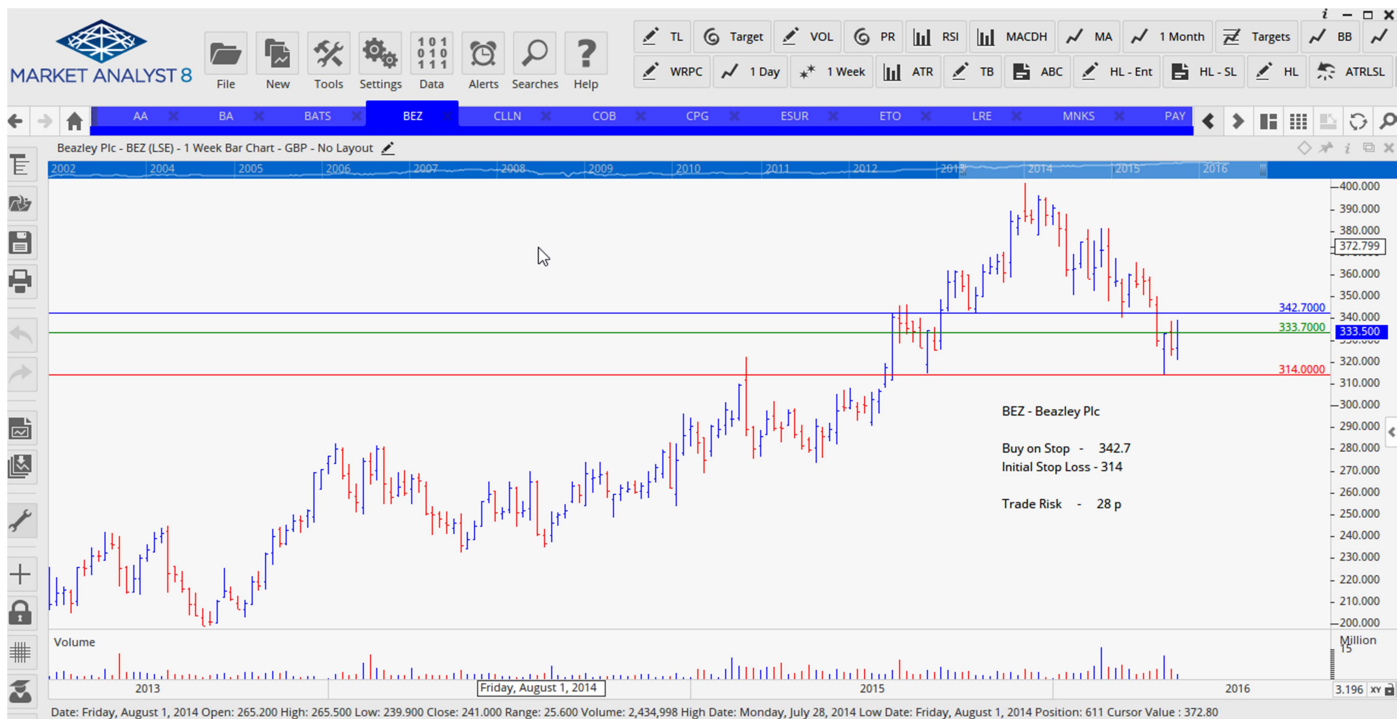 MARKET ANALYST 8
File New Tools Settings Data Alerts Searches Help
TL Target VOL PR RSI MACDH MA 1 Month Targets BB
WRPC 1 Day 1 Week ATR TB ABC HL - Ent HL - SL HL ATRLSL
AA BA BATS BEZ CLLN COB CPG ESUR ETO LRE MNKS PAY
Beazley Plc - BEZ (LSE) - 1 Week Bar Chart - GBP - No Layout
2002 2004 2005 2006 2007 2008 2009 2010 2011 2012 2013 2014 2015 2016
400.000
390.000
380.000
372.799
360.000
350.000
342.7000
340.000
333.7000
333.500
330.000
320.000
314.0000
310.000
BEZ - Beazley Plc
300.000
290.000
Buy on Stop - 342.7
280.000
Initial Stop Loss - 314
270.000
260.000
Trade Risk - 28 p
250.000
240.000
230.000
220.000
210.000
200.000
Volume
Million
15
2013 Friday, August 1, 2014 2015 2016 3.196 XY
Date: Friday, August 1, 2014 Open: 265.200 High: 265.500 Low: 239.900 Close: 241.000 Range: 25.600 Volume: 2,434,998 High Date: Monday, July 28, 2014 Low Date: Friday, August 1, 2014 Position: 611 Cursor Value : 372.80